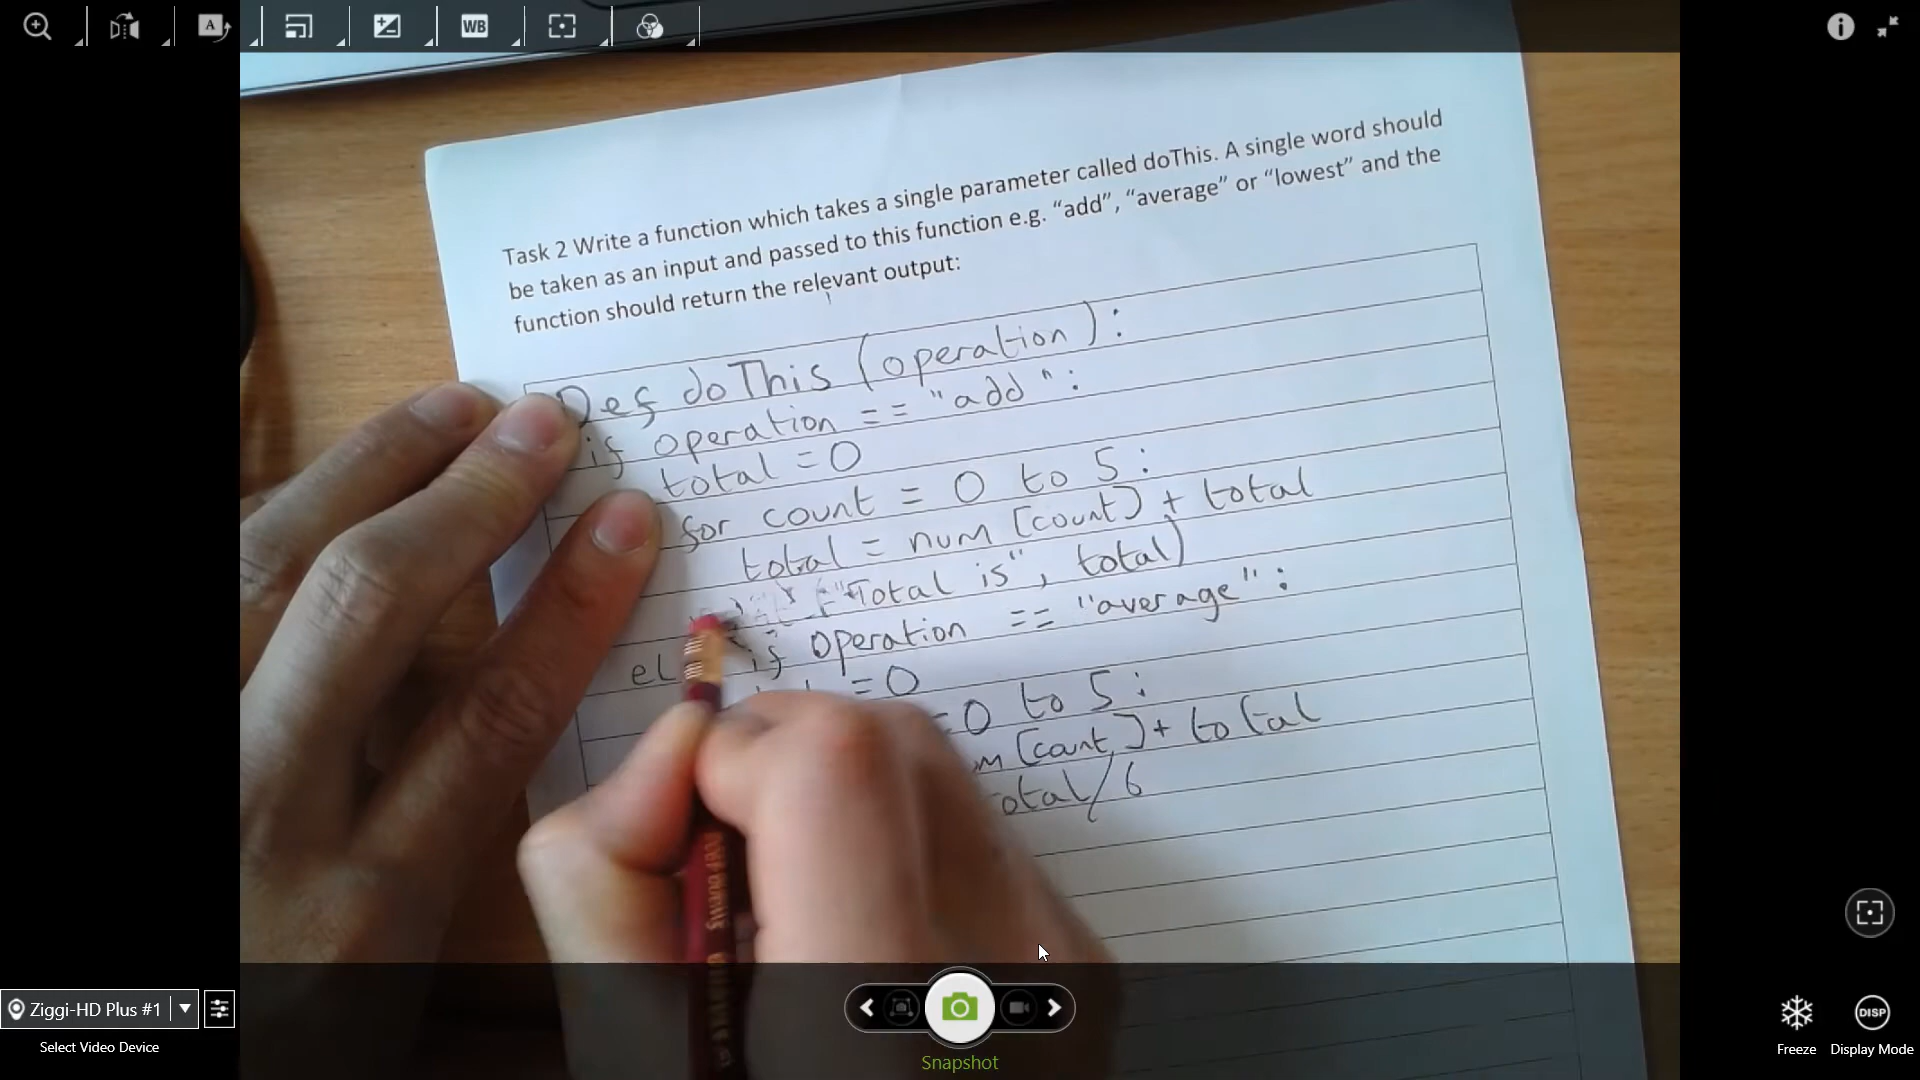 WB
Task 2 Write a function which takes a single parameter called doThis. A single word should
be taken as an input and passed to this function e.g. “add”, “average” or “lowest” and the
function should return the relevant output:
Def doThis (operation):
if operation == "add":
total = 0
for count = 0 to 5:
total = num [count] + total
"Total is", total)
if operation == "average":
= 0
= 0 to 5:
[count] + total
total/6
Ziggi-HD Plus #1
Select Video Device
Snapshot
Freeze
DISP
Display Mode